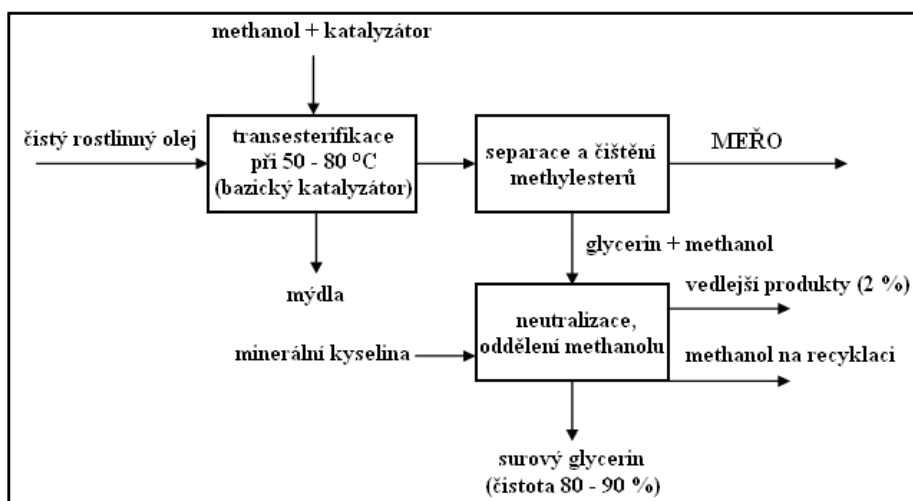 methanol + katalyzátor
čistý rostlinný olej
transesterifikace
při 50 - 80 °C
(bazický katalyzátor)
separace a čištění
methylesterů
MEŘO
mýdla
glycerin + methanol
vedlejší produkty (2 %)
minerální kyselina
neutralizace,
oddělení methanolu
methanol na recyklaci
surový glycerin
(čistota 80 - 90 %)